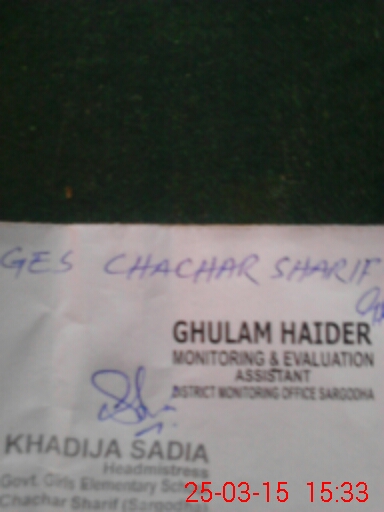 GES CHACHAR SHARIF
GHULAM HAIDER
MONITORING & EVALUATION
ASSISTANT
DISTRICT MONITORING OFFICE SARGODHA
KHADIJA SADIA
Headmistress
Govt. Girls Elementary
Chachar Sharif (Sargodha)
25-03-15 15:33